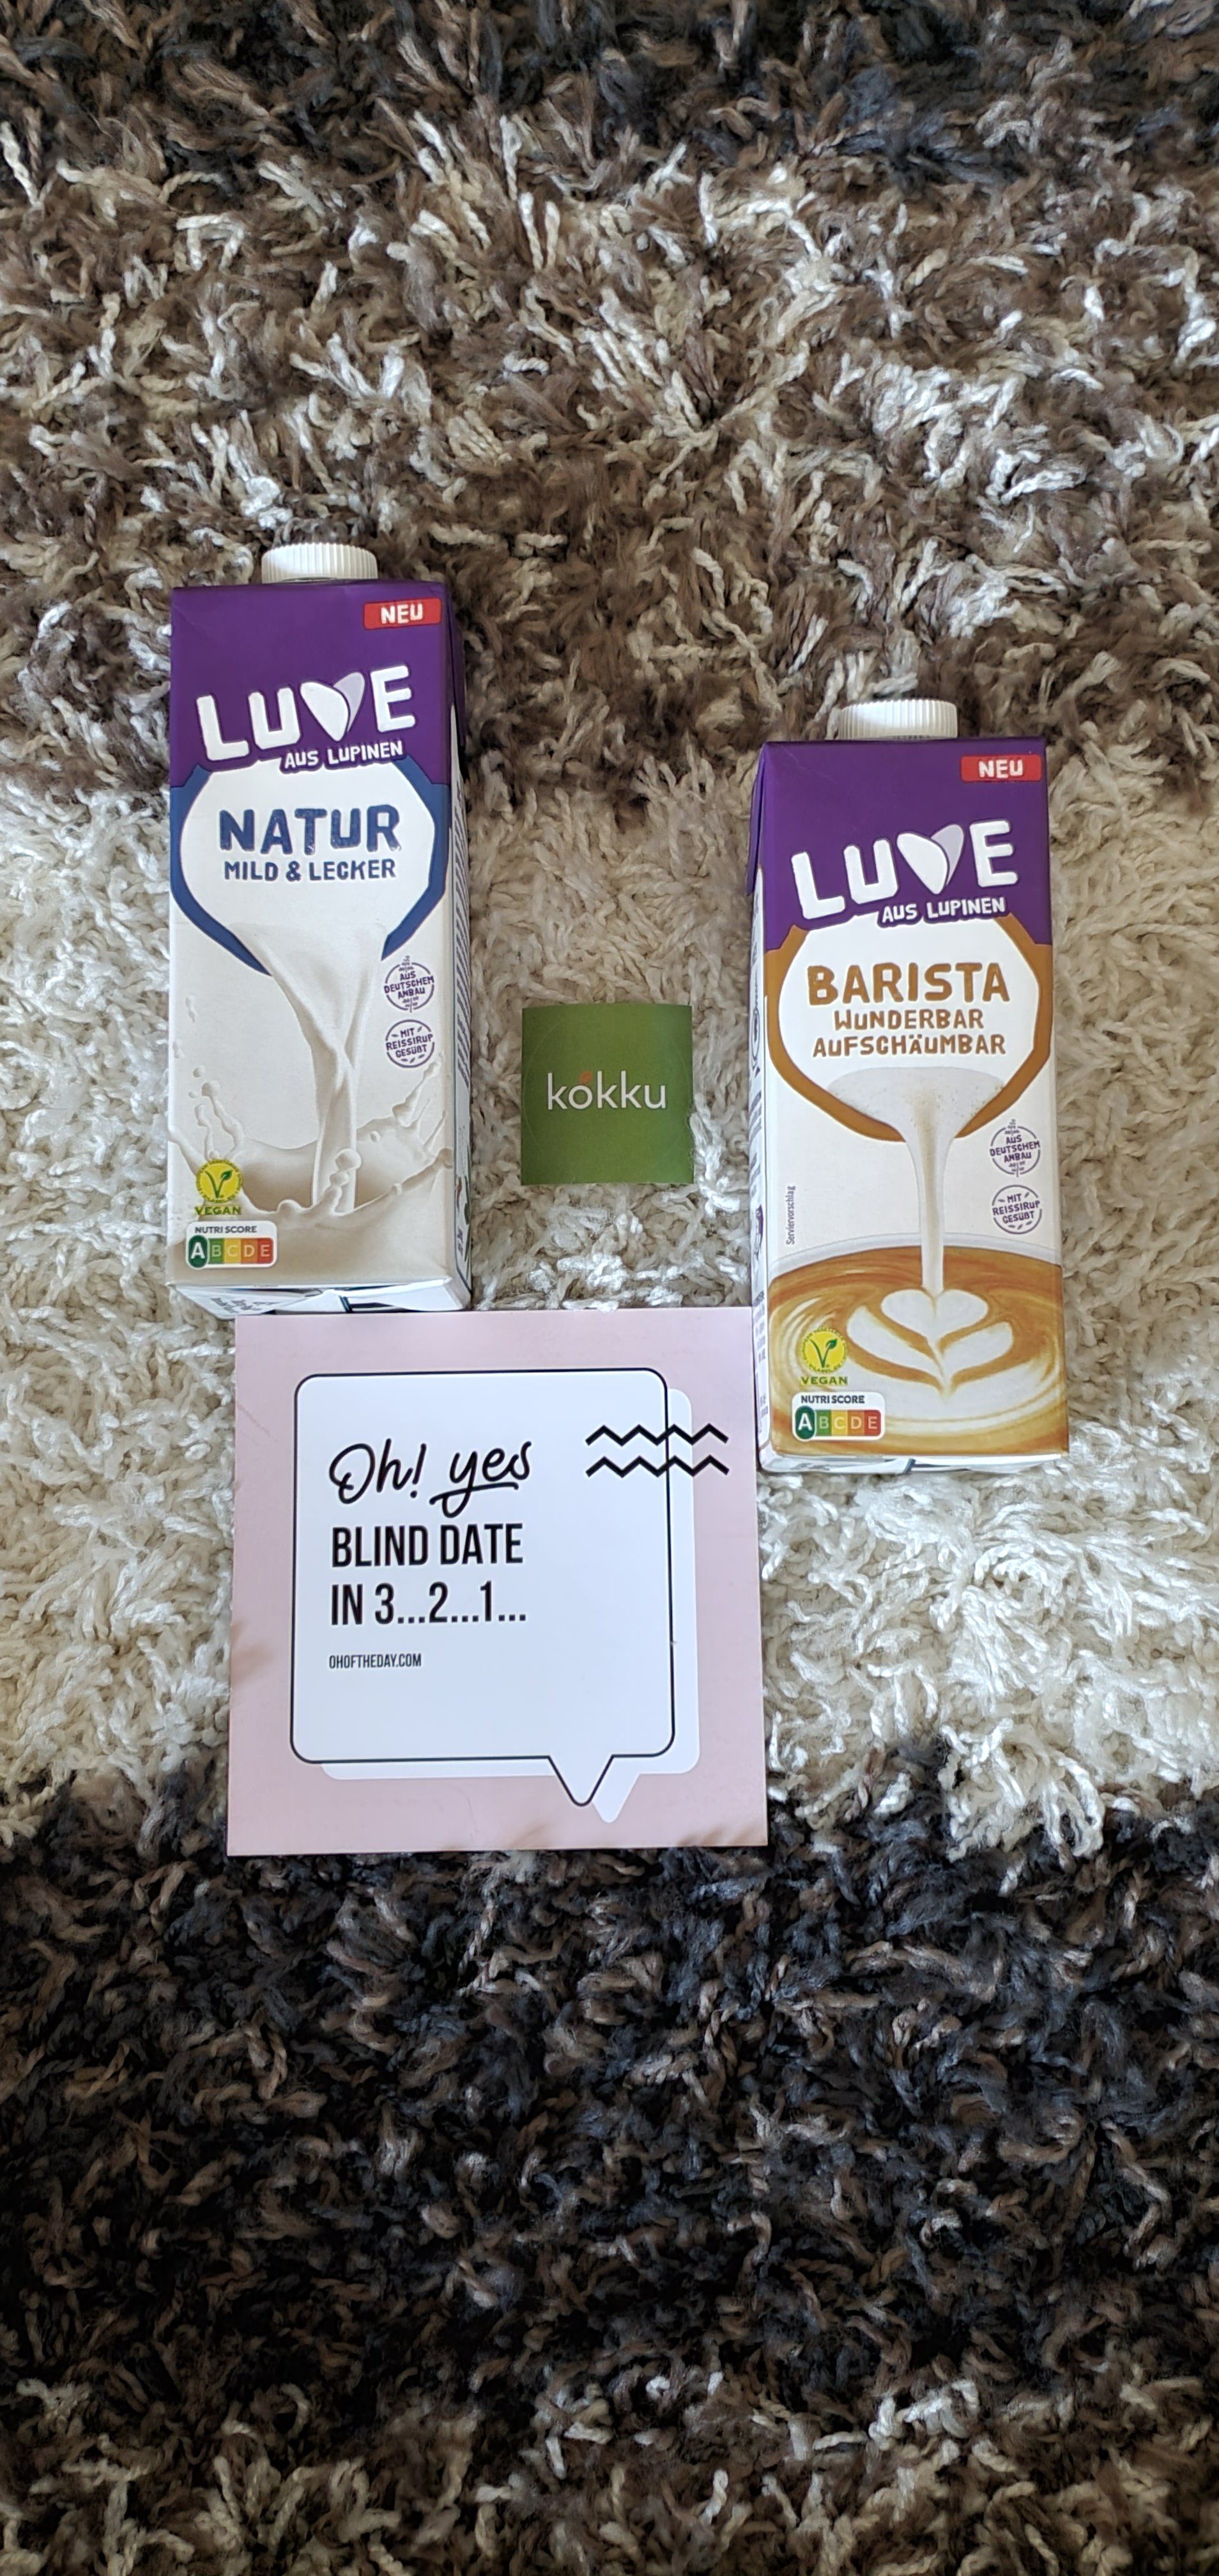 NEU
LUVE
AUS LUPINEN
NATUR
MILD & LECKER
AUS
DEUTSCHEM
ANBAU
MIT
REISSIRUP
GESÜßT
VEGAN
NUTRI SCORE
A B C D E
kokku
NEU
LUVE
AUS LUPINEN
BARISTA
WUNDERBAR
AUFSCHÄUMBAR
AUS
DEUTSCHEM
ANBAU
MIT
REISSIRUP
GESÜßT
Serviervorschlag
VEGAN
NUTRI SCORE
A B C D E
Oh! yes
BLIND DATE
IN 3...2...1...
OHOFTHEDAY.COM